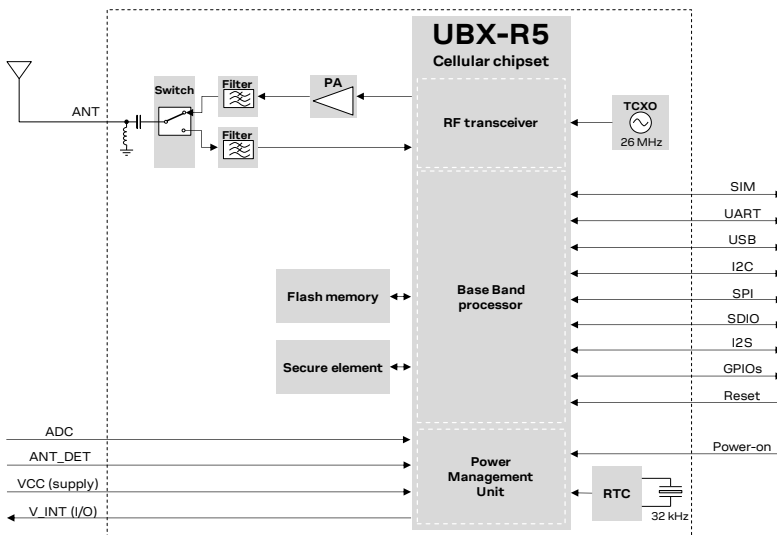 UBX-R5
Cellular chipset
Switch
Filter
PA
ANT
Filter
RF transceiver
TCXO
26 MHz
SIM
UART
USB
I2C
SPI
SDIO
I2S
GPIOs
Reset
Flash memory
Base Band
processor
Secure element
ADC
ANT_DET
VCC (supply)
V_INT (I/O)
Power
Management
Unit
Power-on
RTC
32 kHz